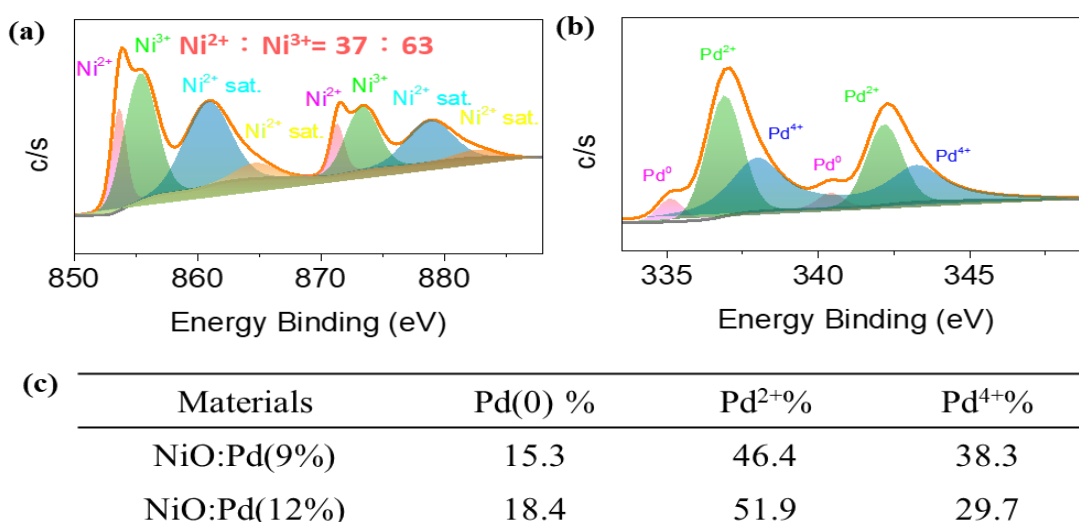 (a)
Ni²⁺ : Ni³⁺= 37 : 63
Ni³⁺
Ni²⁺
Ni²⁺ sat.
Ni²⁺ sat.
Ni²⁺
Ni³⁺
Ni²⁺ sat.
Ni²⁺ sat.
c/s
850 860 870 880
Energy Binding (eV)
(b)
Pd²⁺
Pd⁴⁺
Pd⁰
Pd²⁺
Pd⁰
Pd⁴⁺
c/s
335 340 345
Energy Binding (eV)
(c)
Materials Pd(0) % Pd²⁺% Pd⁴⁺%
NiO:Pd(9%) 15.3 46.4 38.3
NiO:Pd(12%) 18.4 51.9 29.7